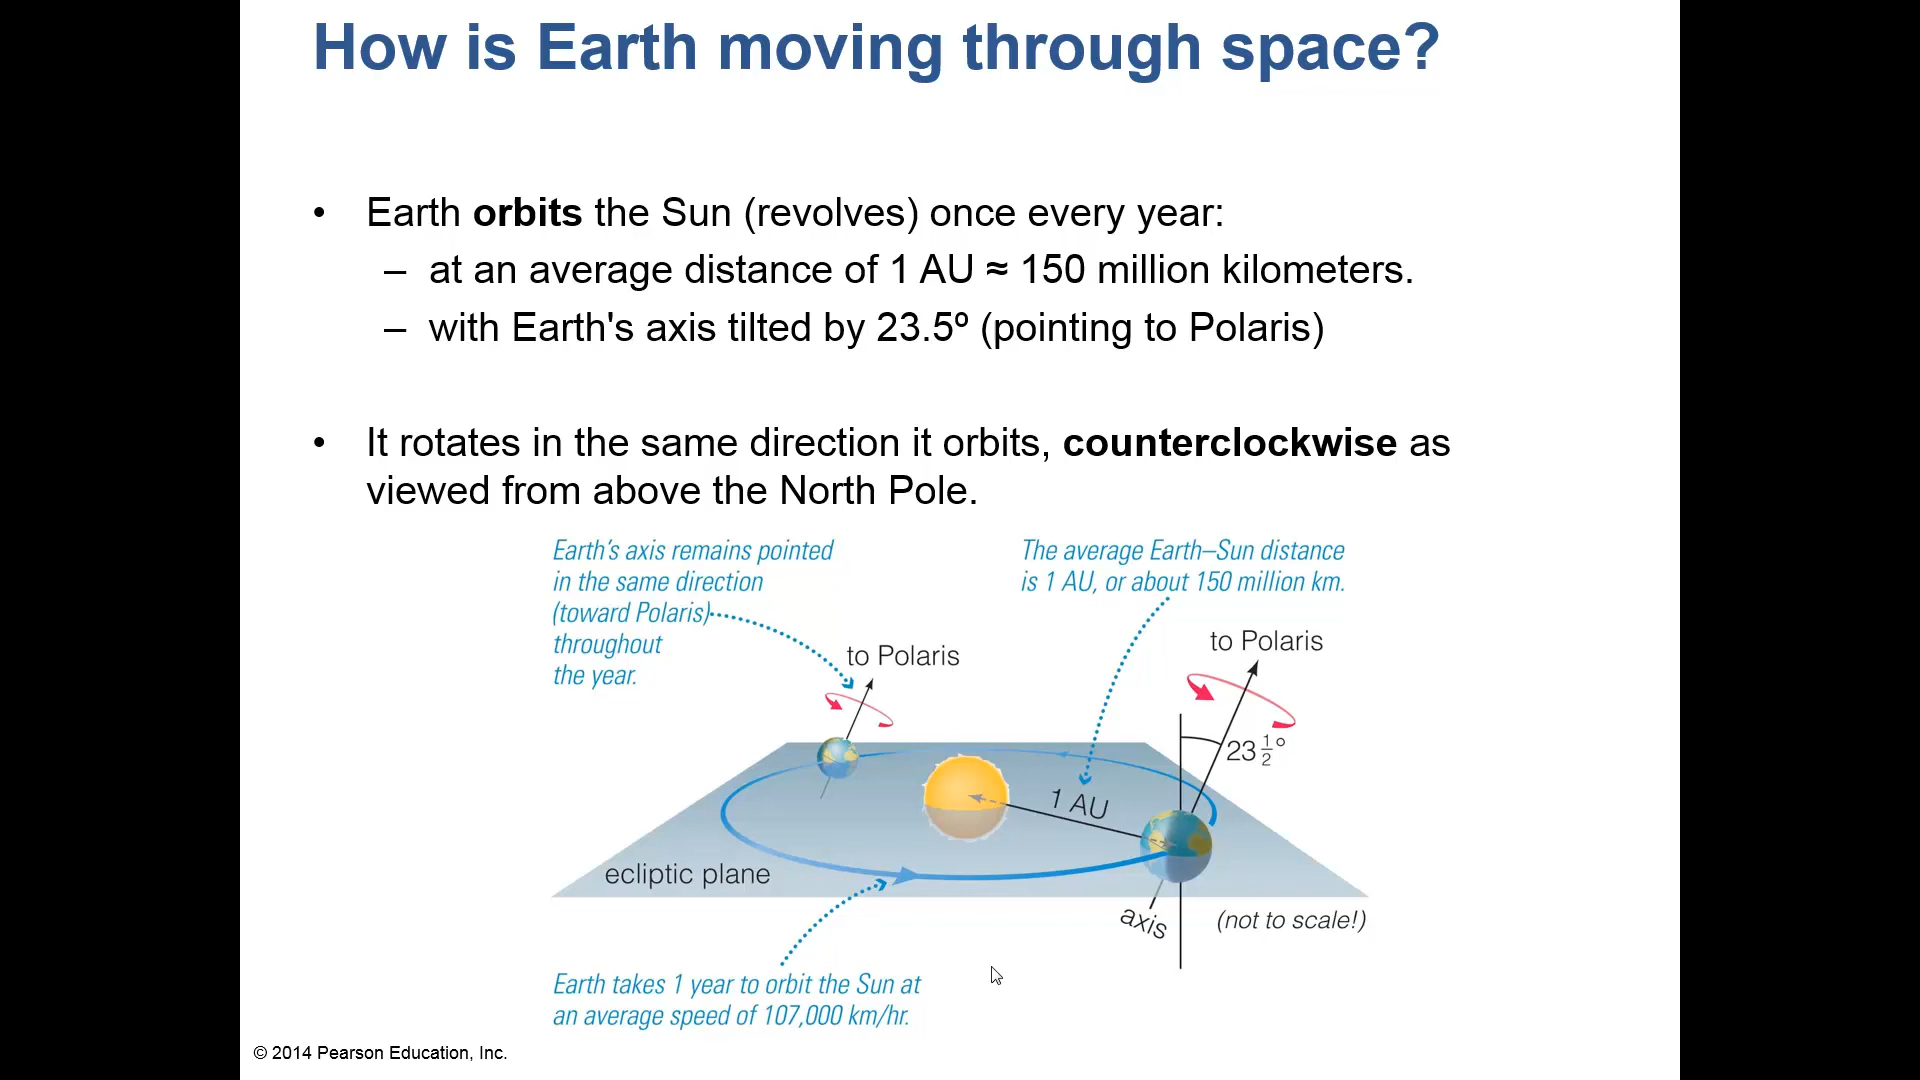 How is Earth moving through space?
• Earth orbits the Sun (revolves) once every year:
– at an average distance of 1 AU ≈ 150 million kilometers.
– with Earth's axis tilted by 23.5º (pointing to Polaris)
• It rotates in the same direction it orbits, counterclockwise as
viewed from above the North Pole.
Earth's axis remains pointed
in the same direction
(toward Polaris)
throughout
the year.
The average Earth–Sun distance
is 1 AU, or about 150 million km.
to Polaris
to Polaris
23 1/2°
1 AU
ecliptic plane
axis
(not to scale!)
Earth takes 1 year to orbit the Sun at
an average speed of 107,000 km/hr.
© 2014 Pearson Education, Inc.